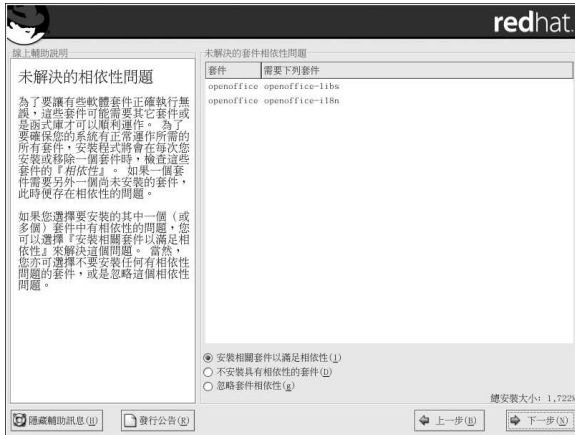 redhat.
線上輔助說明
未解決的相依性問題
為了要讓有些軟體套件正確執行無
誤，這些套件可能需要其它套件或
是函式庫才可以順利運作。 為了
要確保您的系統有正常運作所需的
所有套件，安裝程式將會在每次您
安裝或移除一個套件時，檢查這些
套件的『相依性』。 如果一個套
件需要另外一個尚未安裝的套件，
此時便存在相依性的問題。
如果您選擇要安裝的其中一個（或
多個）套件中有相依性的問題，您
可以選擇『安裝相關套件以滿足相
依性』來解決這個問題。 當然，
您亦可選擇不要安裝任何有相依性
問題的套件，或是忽略這個相依性
問題。
未解決的套件相依性問題
套件 需要下列套件
openoffice openoffice-libs
openoffice openoffice-i18n
安裝相關套件以滿足相依性(I)
不安裝具有相依性的套件(D)
忽略套件相依性(g)
總安裝大小: 1,722M
隱藏輔助訊息(H)
發行公告(R)
上一步(B)
下一步(N)